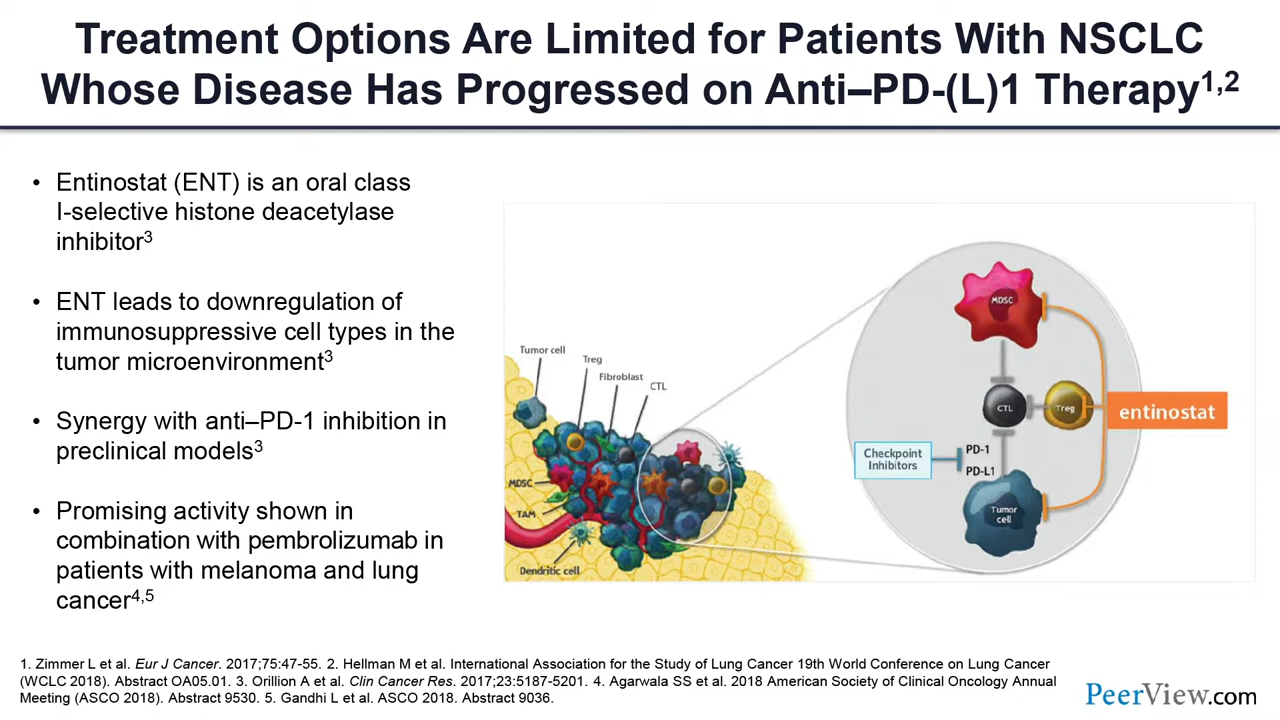 Treatment Options Are Limited for Patients With NSCLC
Whose Disease Has Progressed on Anti–PD-(L)1 Therapy1,2
• Entinostat (ENT) is an oral class
I-selective histone deacetylase
inhibitor3
• ENT leads to downregulation of
immunosuppressive cell types in the
tumor microenvironment3
• Synergy with anti–PD-1 inhibition in
preclinical models3
• Promising activity shown in
combination with pembrolizumab in
patients with melanoma and lung
cancer4,5
Tumor cell
Treg
Fibroblast
CTL
MDSC
TAM
Dendritic cell
MDSC
CTL
Treg
entinostat
Checkpoint
Inhibitors
PD-1
PD-L1
Tumor
cell
1. Zimmer L et al. Eur J Cancer. 2017;75:47-55. 2. Hellman M et al. International Association for the Study of Lung Cancer 19th World Conference on Lung Cancer
(WCLC 2018). Abstract OA05.01. 3. Orillion A et al. Clin Cancer Res. 2017;23:5187-5201. 4. Agarwala SS et al. 2018 American Society of Clinical Oncology Annual
Meeting (ASCO 2018). Abstract 9530. 5. Gandhi L et al. ASCO 2018. Abstract 9036.
PeerView.com